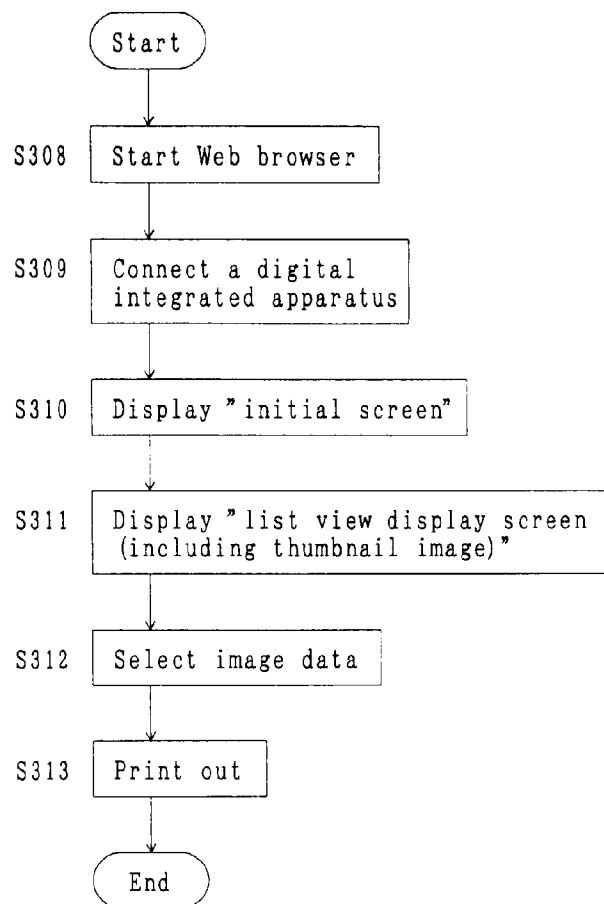 Start
S308 Start Web browser
S309 Connect a digital
integrated apparatus
S310 Display "initial screen"
S311 Display "list view display screen
(including thumbnail image)"
S312 Select image data
S313 Print out
End